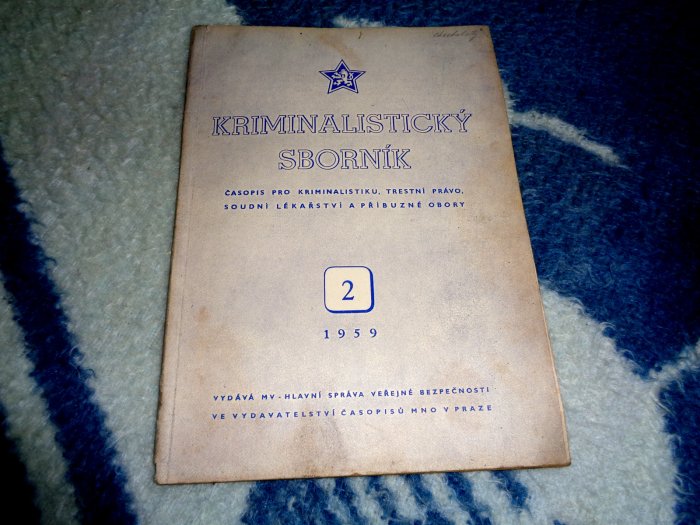 KRIMINALISTICKÝ
SBORNÍK
ČASOPIS PRO KRIMINALISTIKU, TRESTNÍ PRÁVO,
SOUDNÍ LÉKAŘSTVÍ A PŘÍBUZNÉ OBORY
2
1959
VYDÁVÁ MV - HLAVNÍ SPRÁVA VEŘEJNÉ BEZPEČNOSTI
VE VYDAVATELSTVÍ ČASOPISŮ MNO V PRAZE